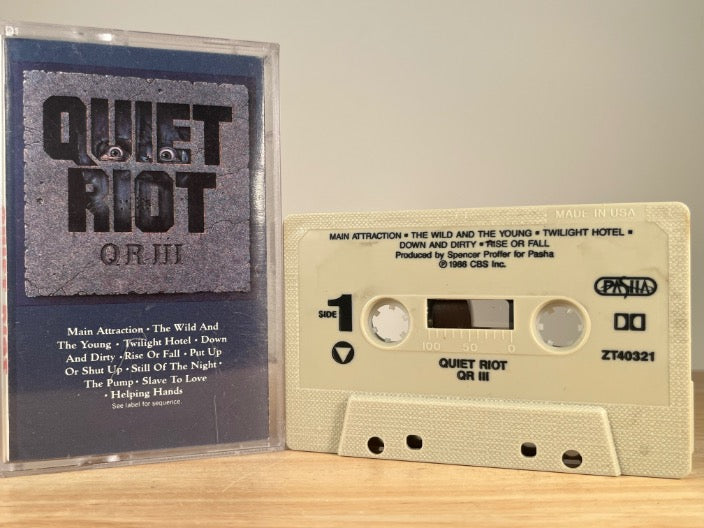 QUIET
RIOT
QR III
Main Attraction • The Wild And
The Young • Twilight Hotel • Down
And Dirty • Rise Or Fall • Put Up
Or Shut Up • Still Of The Night •
The Pump • Slave To Love
• Helping Hands
See label for sequence.
MADE IN USA
MAIN ATTRACTION • THE WILD AND THE YOUNG • TWILIGHT HOTEL •
DOWN AND DIRTY • RISE OR FALL
Produced by Spencer Proffer for Pasha
℗ 1986 CBS Inc.
PASHA
SIDE 1
100 50 0
ZT40321
QUIET RIOT
QR III